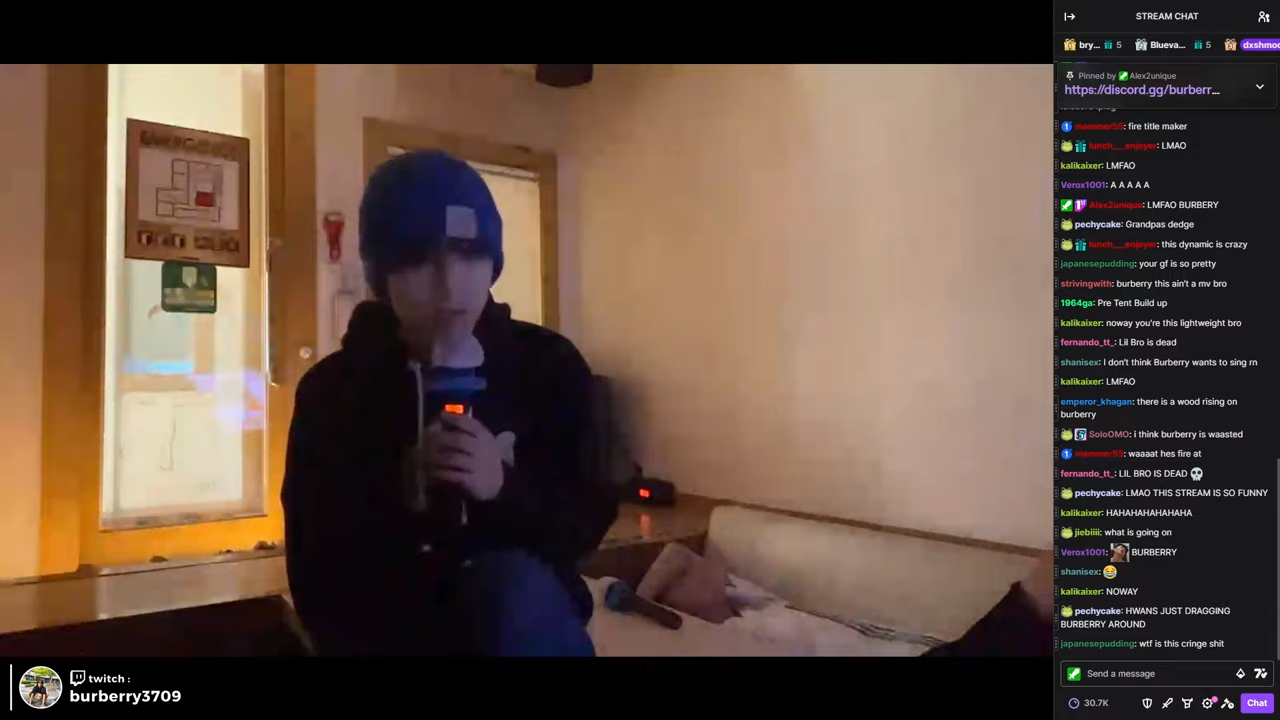 STREAM CHAT
bry... 5 Blueva... 5 dxshmoc
Pinned by Alex2unique
https://discord.gg/burberr...
mammer55: fire title maker
lunch__enjoyer: LMAO
kalikaixer: LMFAO
Verox1001: A A A A A
Alex2unique: LMFAO BURBERY
pechycake: Grandpas dedge
lunch__enjoyer: this dynamic is crazy
japanesepudding: your gf is so pretty
strivingwith: burberry this ain't a mv bro
1964ga: Pre Tent Build up
kalikaixer: noway you're this lightweight bro
fernando_tt_: Lil Bro is dead
shanisex: I don't think Burberry wants to sing rn
kalikaixer: LMFAO
emperor_khagan: there is a wood rising on
burberry
SoloOMO: i think burberry is waasted
mammer55: waaaat hes fire at
fernando_tt_: LIL BRO IS DEAD 💀
pechycake: LMAO THIS STREAM IS SO FUNNY
kalikaixer: HAHAHAHAHAHAHA
jiebiiii: what is going on
Verox1001: BURBERRY
shanisex: 😂
kalikaixer: NOWAY
pechycake: HWANS JUST DRAGGING
BURBERRY AROUND
japanesepudding: wtf is this cringe shit
Send a message
30.7K
Chat
twitch :
burberry3709